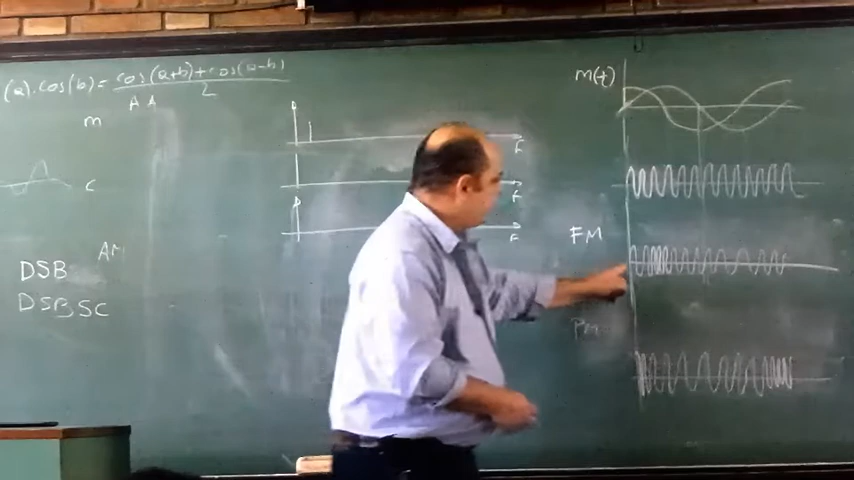 (a).cos(b) = cos(a+b)+cos(a-b)
2
m
c
AM
DSB
DSBSC
F
F
F
m(t)
FM
PM